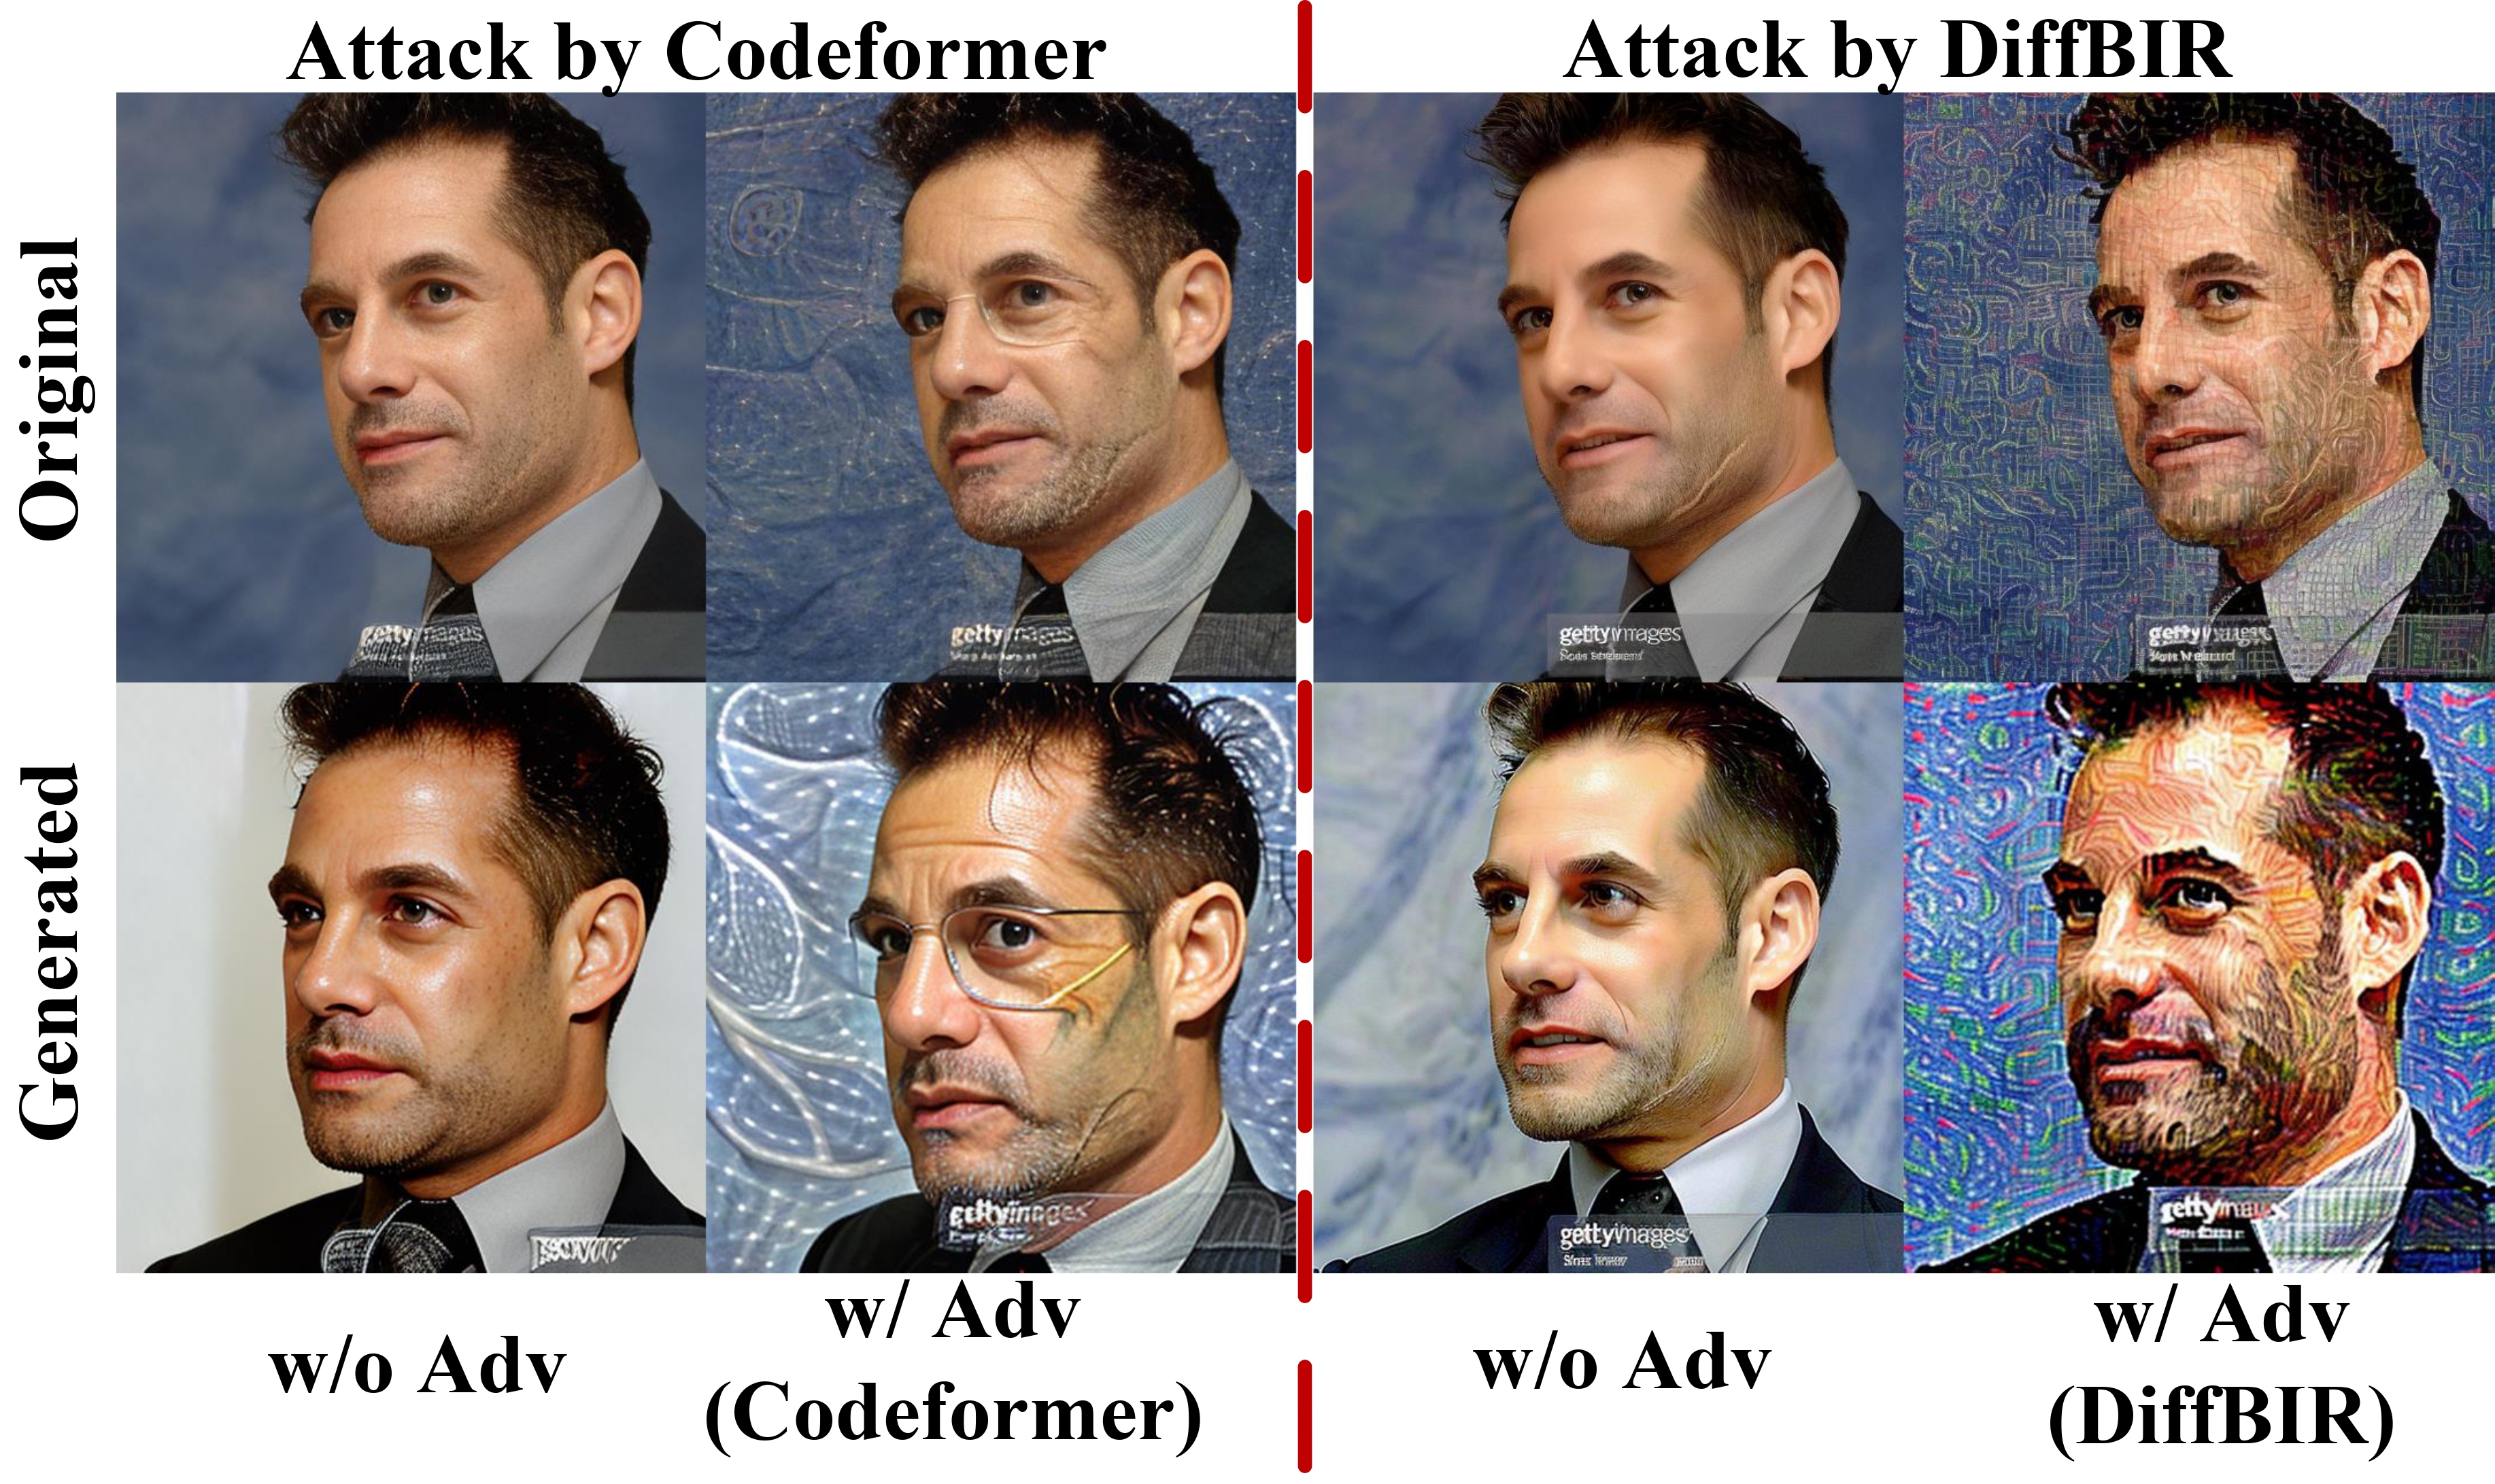 Attack by Codeformer
Attack by DiffBIR
Original
gettyimages
gettyimages
gettyimages
gettyimages
Generated
gettyimages
gettyimages
gettyimages
w/o Adv
w/ Adv
(Codeformer)
w/o Adv
w/ Adv
(DiffBIR)